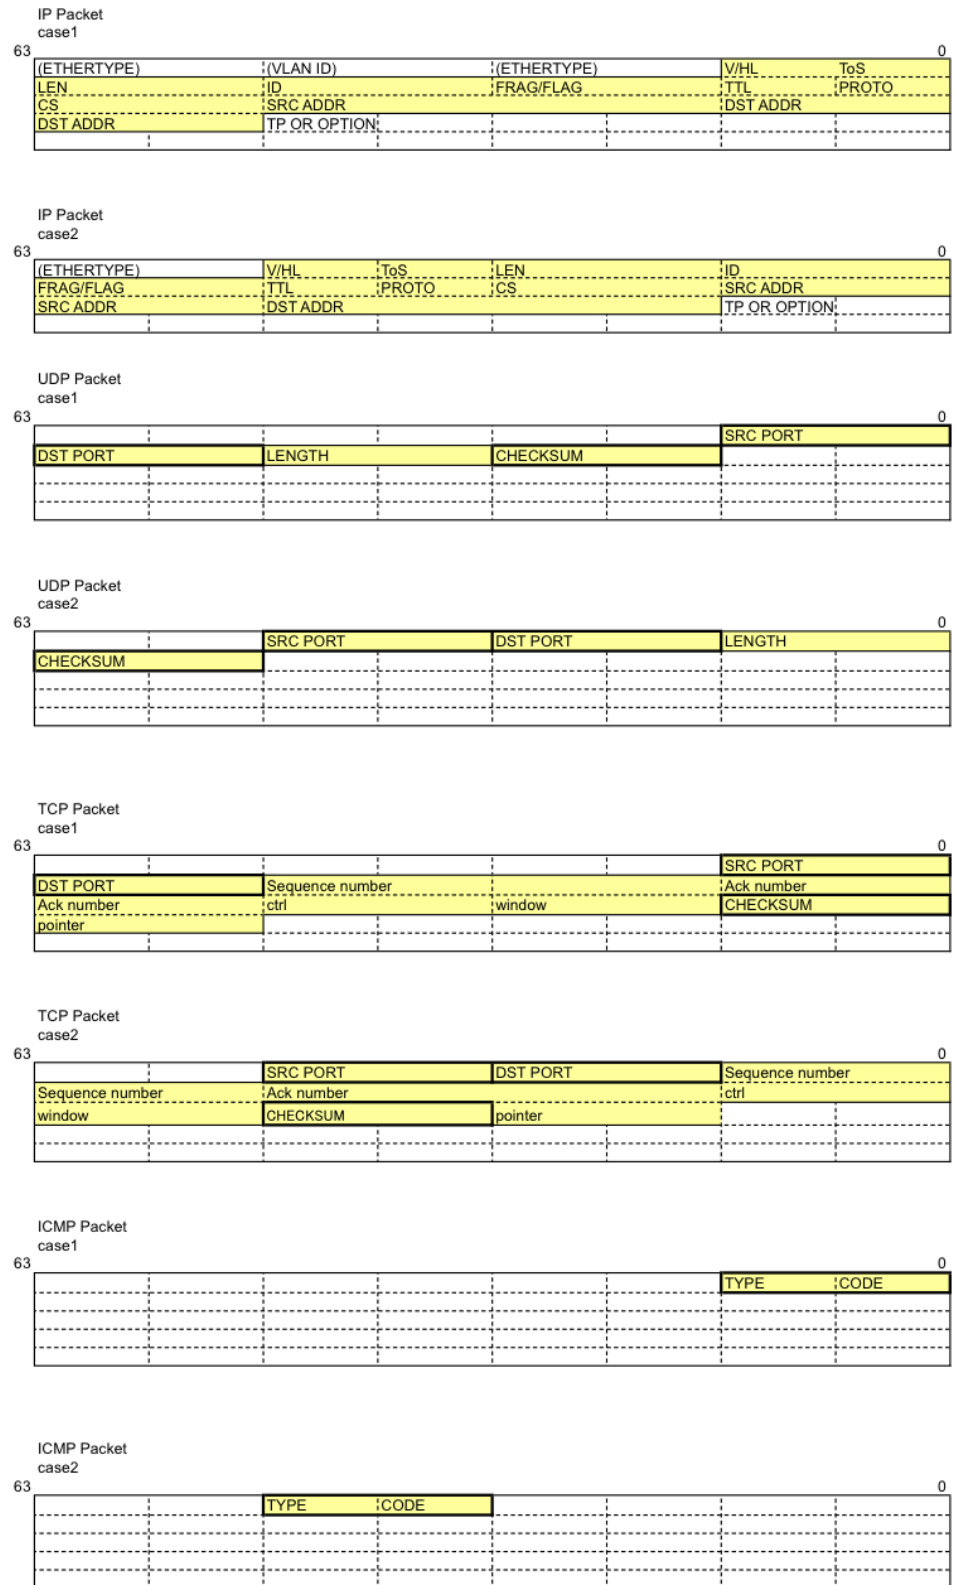 IP Packet
case1
63 0
(ETHERTYPE) (VLAN ID) (ETHERTYPE) V/HL ToS
LEN ID FRAG/FLAG TTL PROTO
CS SRC ADDR DST ADDR
DST ADDR TP OR OPTION
IP Packet
case2
63 0
(ETHERTYPE) V/HL ToS LEN ID
FRAG/FLAG TTL PROTO CS SRC ADDR
SRC ADDR DST ADDR TP OR OPTION
UDP Packet
case1
63 0
SRC PORT
DST PORT LENGTH CHECKSUM
UDP Packet
case2
63 0
SRC PORT DST PORT LENGTH
CHECKSUM
TCP Packet
case1
63 0
SRC PORT
DST PORT Sequence number Ack number
Ack number ctrl window CHECKSUM
pointer
TCP Packet
case2
63 0
SRC PORT DST PORT Sequence number
Sequence number Ack number ctrl
window CHECKSUM pointer
ICMP Packet
case1
63 0
TYPE CODE
ICMP Packet
case2
63 0
TYPE CODE